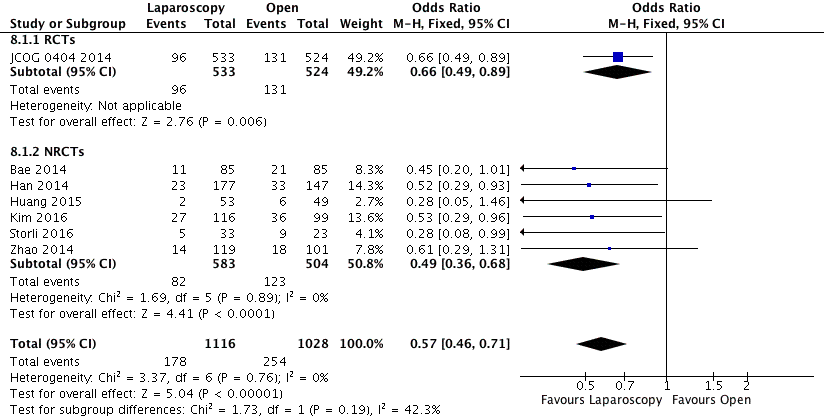 Laparoscopy Open Odds Ratio Odds Ratio
Study or Subgroup Events Total Events Total Weight M-H, Fixed, 95% CI M-H, Fixed, 95% CI
8.1.1 RCTs
JCOG 0404 2014 96 533 131 524 49.2% 0.66 [0.49, 0.89]
Subtotal (95% CI) 533 524 49.2% 0.66 [0.49, 0.89]
Total events 96 131
Heterogeneity: Not applicable
Test for overall effect: Z = 2.76 (P = 0.006)
8.1.2 NRCTs
Bae 2014 11 85 21 85 8.3% 0.45 [0.20, 1.01]
Han 2014 23 177 33 147 14.3% 0.52 [0.29, 0.93]
Huang 2015 2 53 6 49 2.7% 0.28 [0.05, 1.46]
Kim 2016 27 116 36 99 13.6% 0.53 [0.29, 0.96]
Storli 2016 5 33 9 23 4.1% 0.28 [0.08, 0.99]
Zhao 2014 14 119 18 101 7.8% 0.61 [0.29, 1.31]
Subtotal (95% CI) 583 504 50.8% 0.49 [0.36, 0.68]
Total events 82 123
Heterogeneity: Chi² = 1.69, df = 5 (P = 0.89); I² = 0%
Test for overall effect: Z = 4.41 (P < 0.0001)
Total (95% CI) 1116 1028 100.0% 0.57 [0.46, 0.71]
Total events 178 254
Heterogeneity: Chi² = 3.37, df = 6 (P = 0.76); I² = 0%
Test for overall effect: Z = 5.04 (P < 0.00001)
Test for subgroup differences: Chi² = 1.73, df = 1 (P = 0.19), I² = 42.3%
0.5 0.7 1 1.5 2
Favours Laparoscopy Favours Open